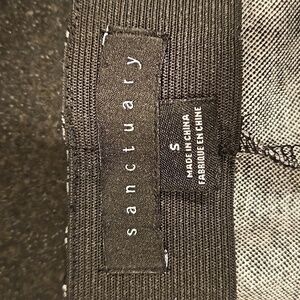 sanctuary
S
MADE IN CHINA
FABRIQUÉ EN CHINE